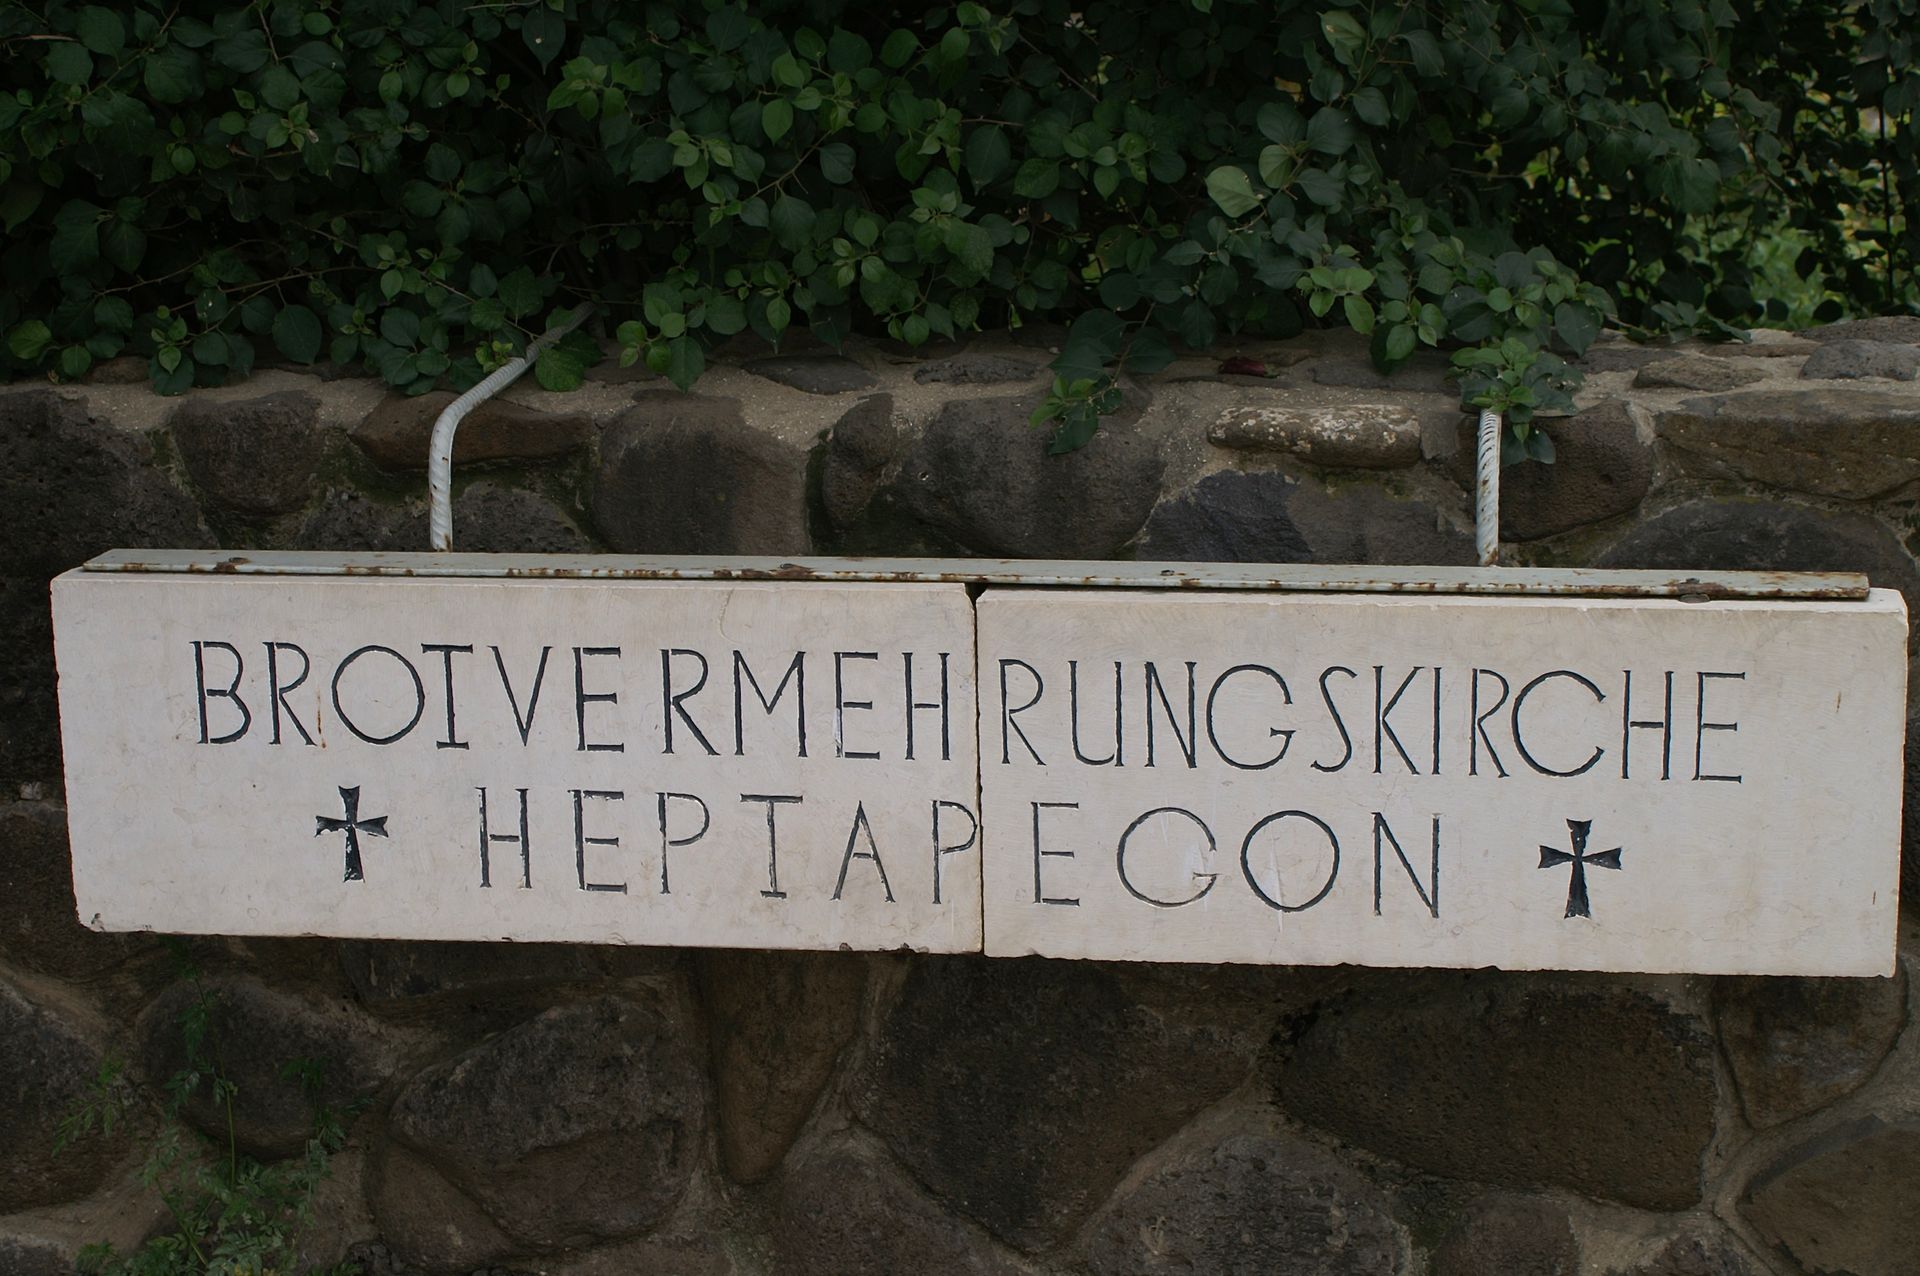 BROTVERMEHRUNGSKIRCHE
✝ HEPTAPEGON ✝